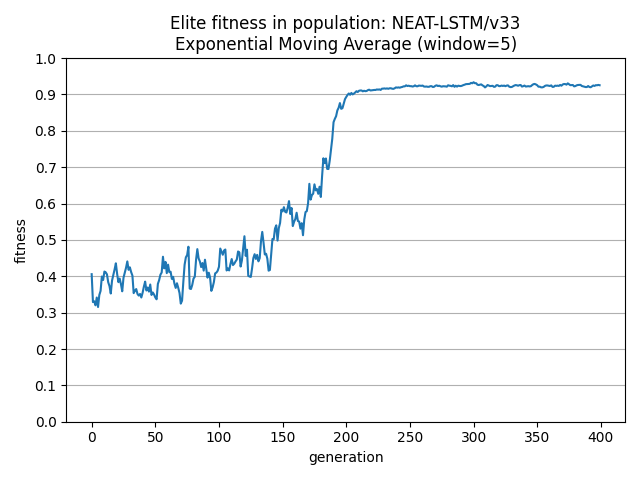 Elite fitness in population: NEAT-LSTM/v33
Exponential Moving Average (window=5)
1.0
0.9
0.8
0.7
0.6
0.5
0.4
0.3
0.2
0.1
0.0
fitness
0 50 100 150 200 250 300 350 400
generation